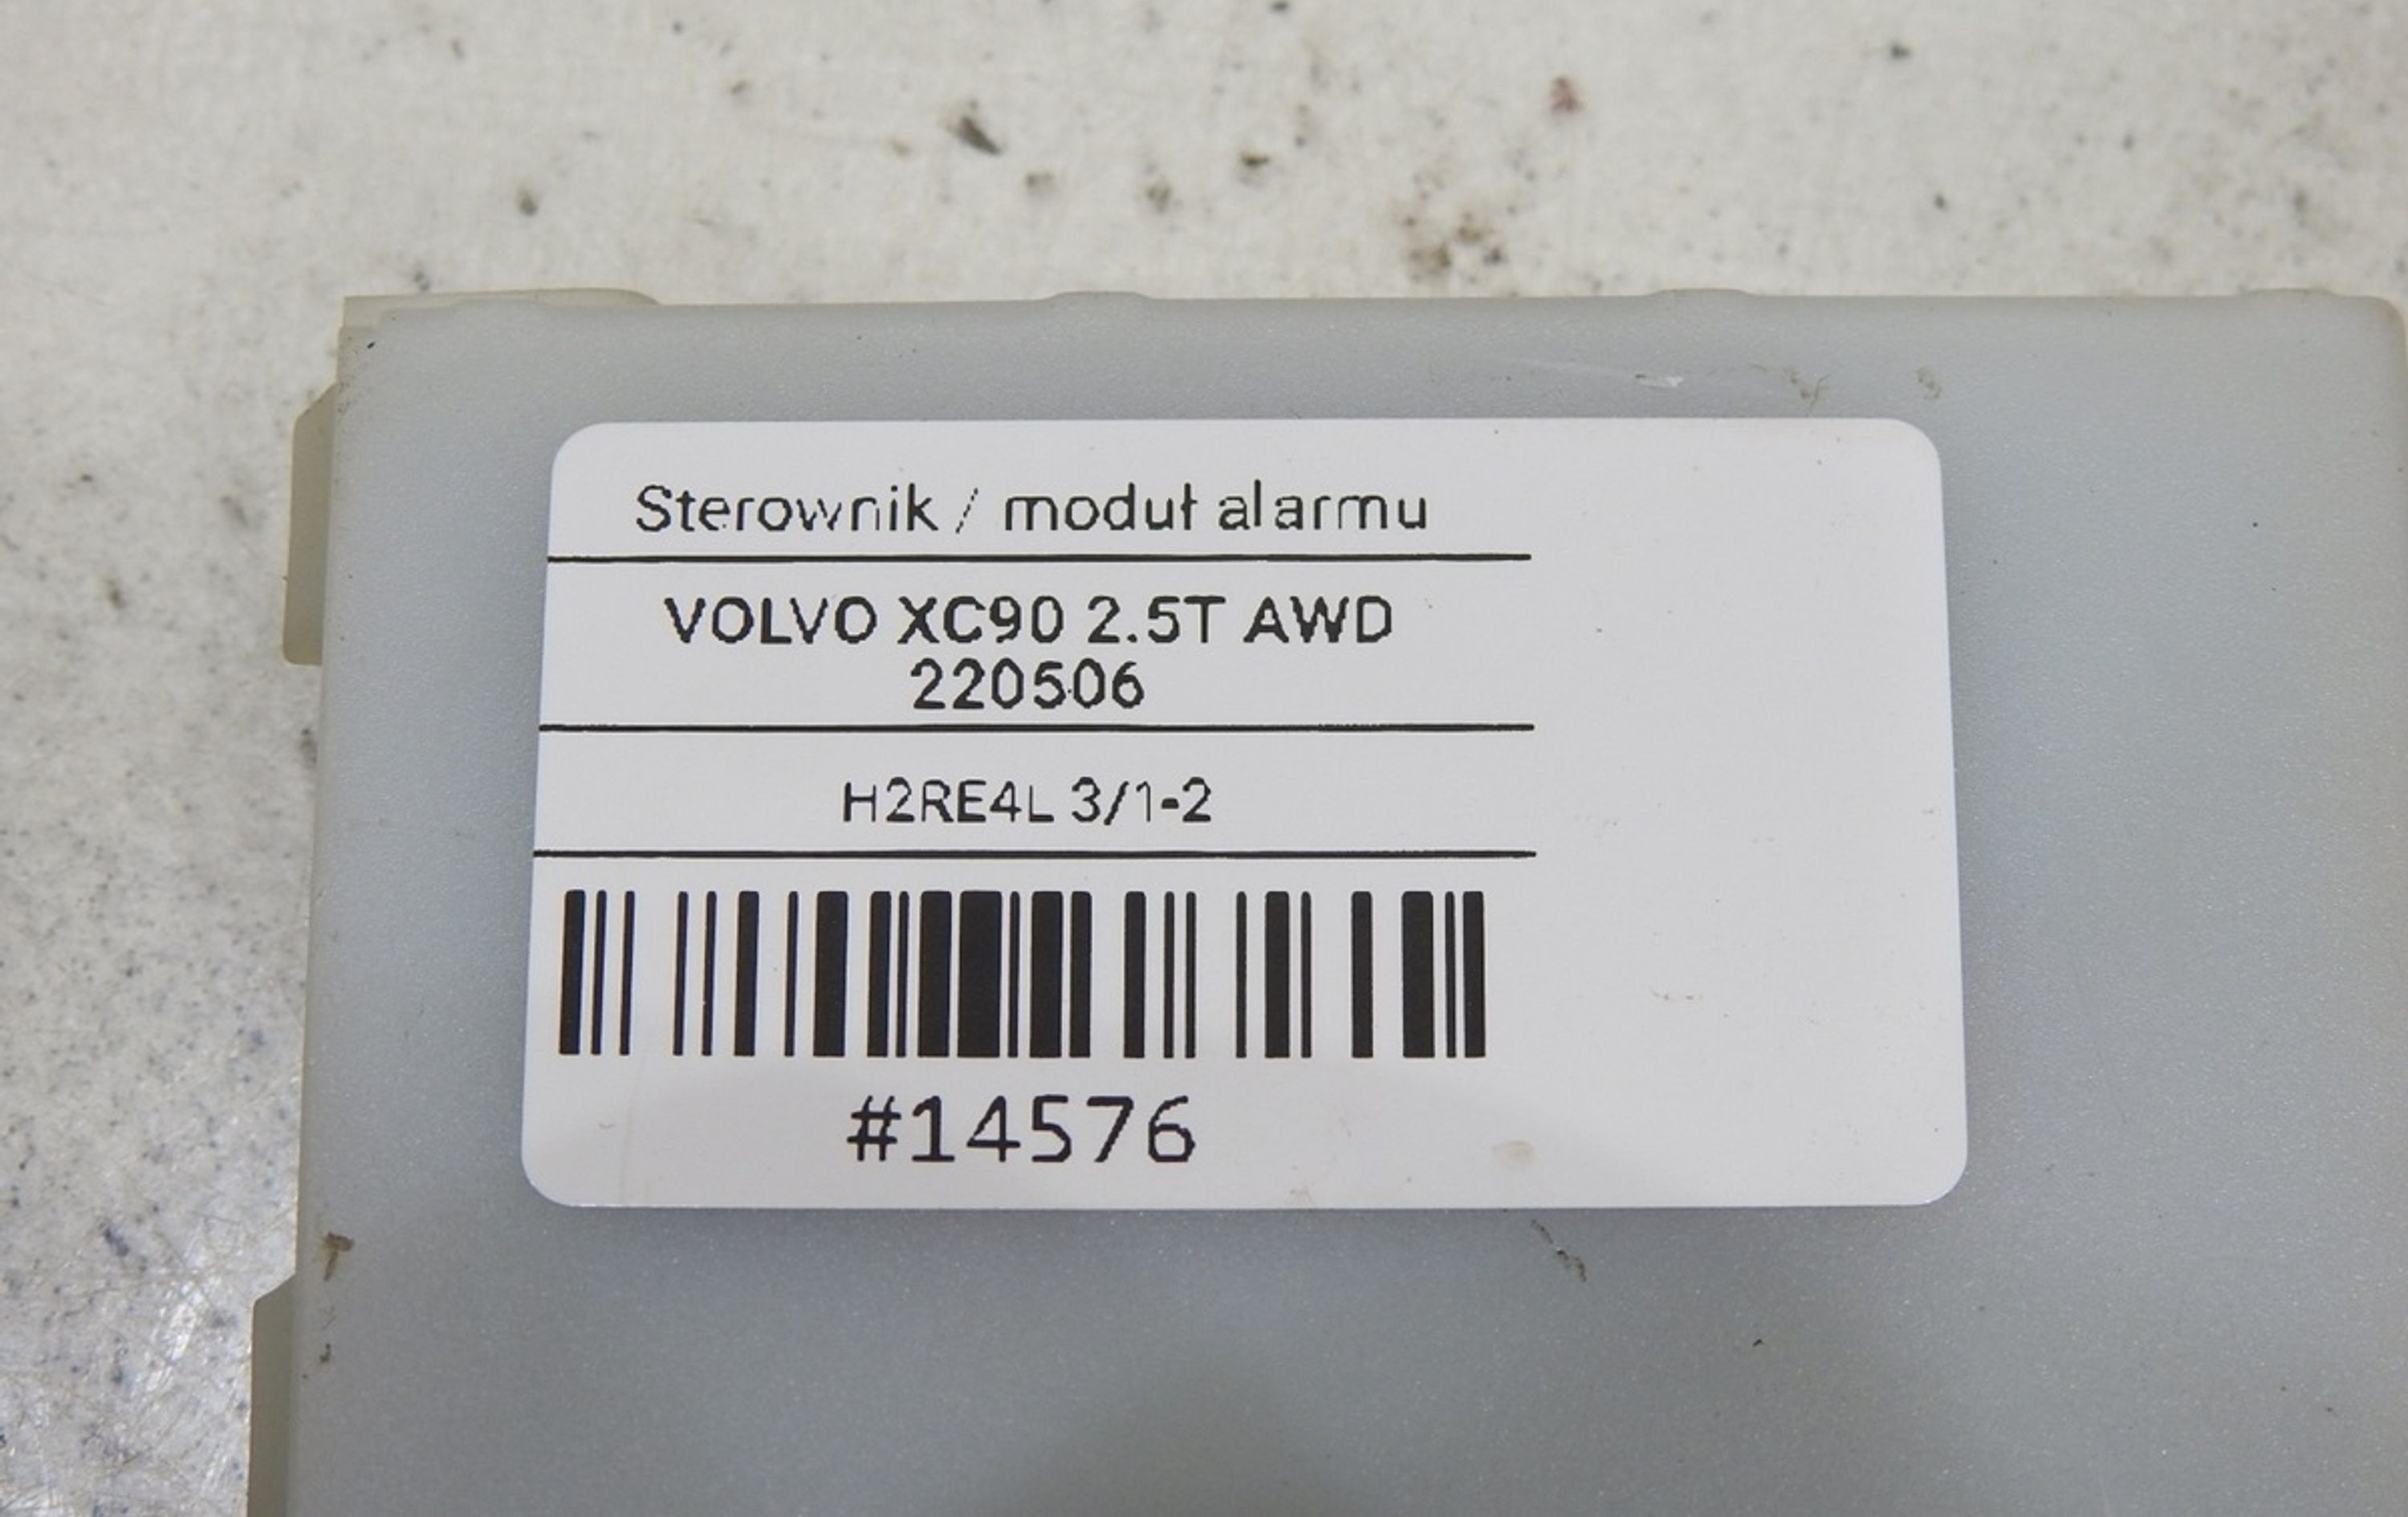 Sterownik / moduł alarmu
VOLVO XC90 2.5T AWD
220506
H2RE4L 3/1-2
#14576